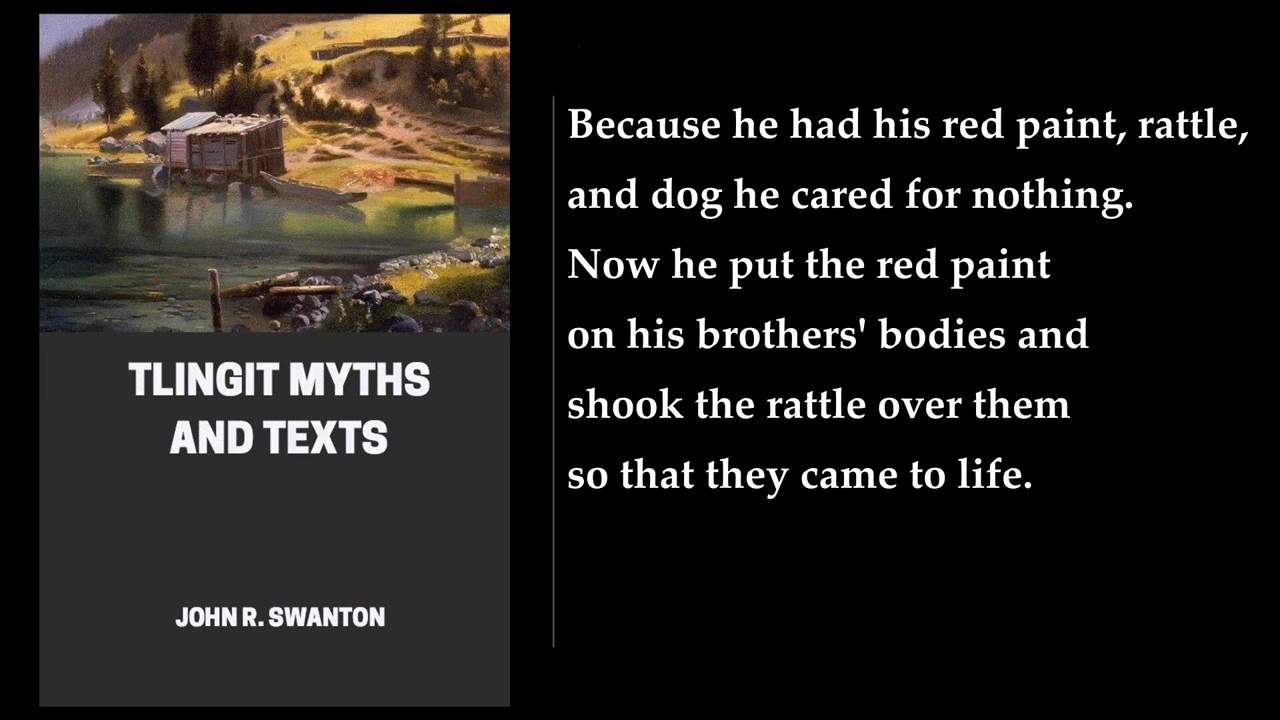 TLINGIT MYTHS
AND TEXTS
JOHN R. SWANTON
Because he had his red paint, rattle,
and dog he cared for nothing.
Now he put the red paint
on his brothers' bodies and
shook the rattle over them
so that they came to life.